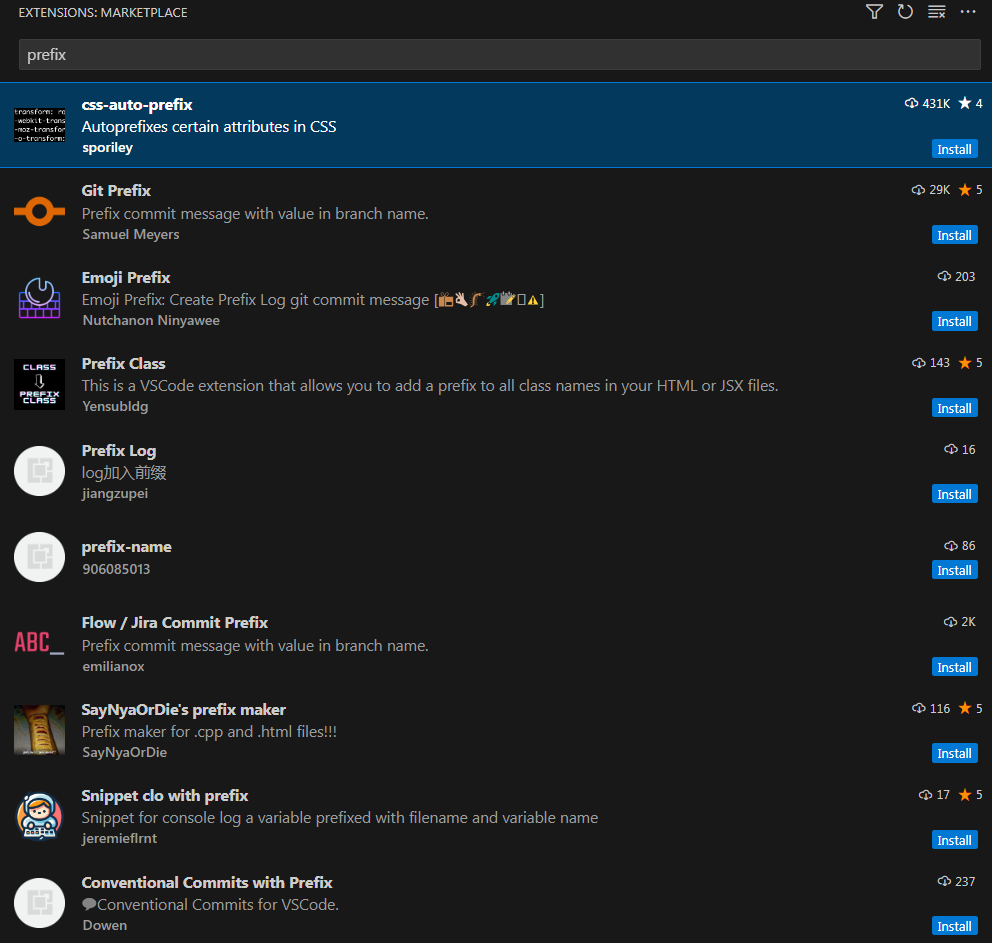 EXTENSIONS: MARKETPLACE
prefix
transform: ro
-webkit-trans
-moz-transfor
-o-transform:
css-auto-prefix
431K ★ 4
Autoprefixes certain attributes in CSS
sporiley
Install
Git Prefix
29K ★ 5
Prefix commit message with value in branch name.
Samuel Meyers
Install
Emoji Prefix
203
Emoji Prefix: Create Prefix Log git commit message [
Nutchanon Ninyawee
Install
CLASS
PREFIX
CLASS
Prefix Class
143 ★ 5
This is a VSCode extension that allows you to add a prefix to all class names in your HTML or JSX files.
Yensubldg
Install
Prefix Log
16
log加入前缀
jiangzupei
Install
prefix-name
86
906085013
Install
ABC_
Flow / Jira Commit Prefix
2K
Prefix commit message with value in branch name.
emilianox
Install
SayNyaOrDie's prefix maker
116 ★ 5
Prefix maker for .cpp and .html files!!!
SayNyaOrDie
Install
Snippet clo with prefix
17 ★ 5
Snippet for console log a variable prefixed with filename and variable name
jeremieflrnt
Install
Conventional Commits with Prefix
237
💬Conventional Commits for VSCode.
Dowen
Install